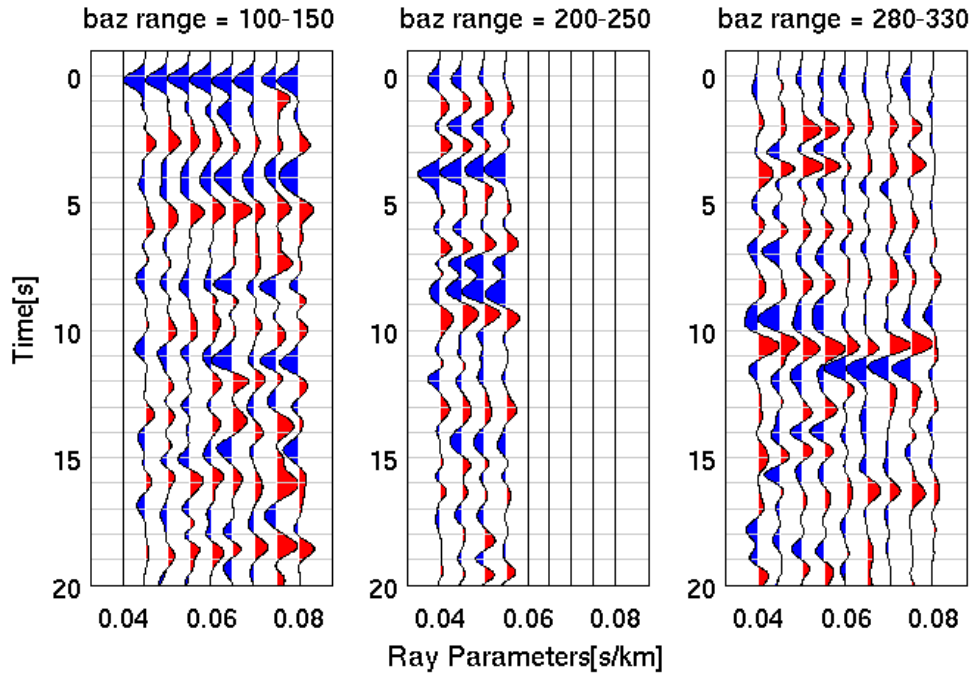 baz range = 100-150 baz range = 200-250 baz range = 280-330
0 0 0
5 5 5
Time[s]
10 10 10
15 15 15
20 20 20
0.04 0.06 0.08 0.04 0.06 0.08 0.04 0.06 0.08
Ray Parameters[s/km]